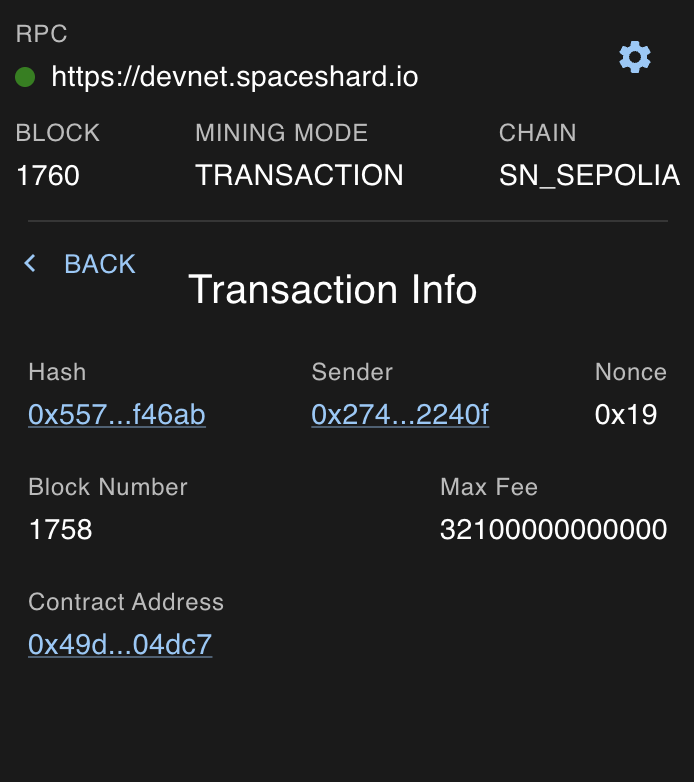 RPC
https://devnet.spaceshard.io
BLOCK MINING MODE CHAIN
1760 TRANSACTION SN_SEPOLIA
BACK
Transaction Info
Hash Sender Nonce
0x557...f46ab 0x274...2240f 0x19
Block Number Max Fee
1758 32100000000000
Contract Address
0x49d...04dc7